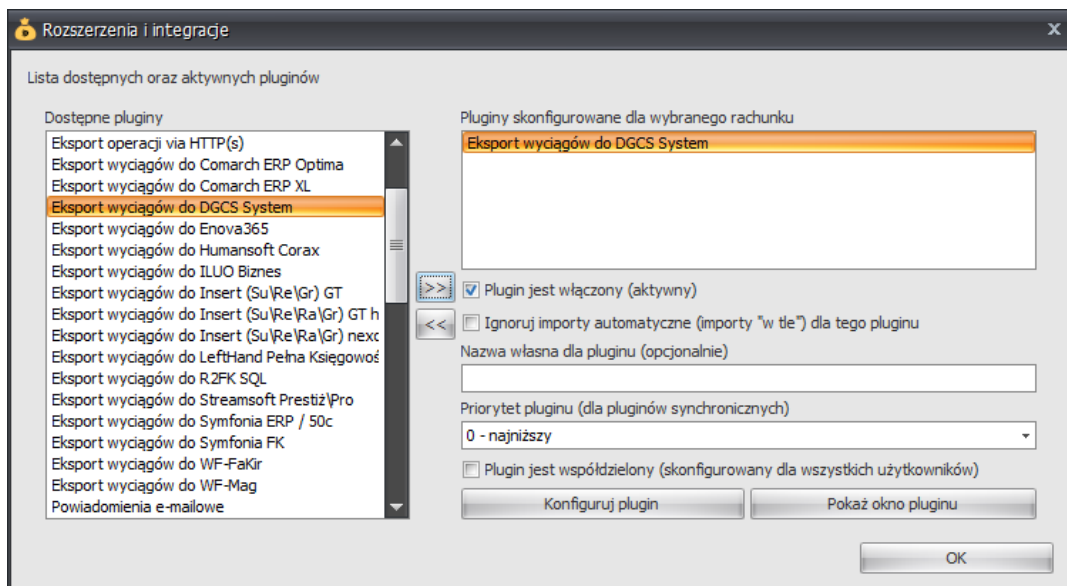 Rozszerzenia i integracje
x
Lista dostępnych oraz aktywnych pluginów
Dostępne pluginy
Eksport operacji via HTTP(s)
Eksport wyciągów do Comarch ERP Optima
Eksport wyciągów do Comarch ERP XL
Eksport wyciągów do DGCS System
Eksport wyciągów do Enova365
Eksport wyciągów do Humansoft Corax
Eksport wyciągów do ILUO Biznes
Eksport wyciągów do Insert (Su\Re\Gr) GT
Eksport wyciągów do Insert (Su\Re\Ra\Gr) GT h
Eksport wyciągów do Insert (Su\Re\Ra\Gr) nexo
Eksport wyciągów do LeftHand Pełna Księgowoś
Eksport wyciągów do R2FK SQL
Eksport wyciągów do Streamsoft Prestiż\Pro
Eksport wyciągów do Symfonia ERP / 50c
Eksport wyciągów do Symfonia FK
Eksport wyciągów do WF-FaKir
Eksport wyciągów do WF-Mag
Powiadomienia e-mailowe
>>
<<
Pluginy skonfigurowane dla wybranego rachunku
Eksport wyciągów do DGCS System
Plugin jest włączony (aktywny)
Ignoruj importy automatyczne (importy "w tle") dla tego pluginu
Nazwa własna dla pluginu (opcjonalnie)
Priorytet pluginu (dla pluginów synchronicznych)
0 - najniższy
Plugin jest współdzielony (skonfigurowany dla wszystkich użytkowników)
Konfiguruj plugin
Pokaż okno pluginu
OK